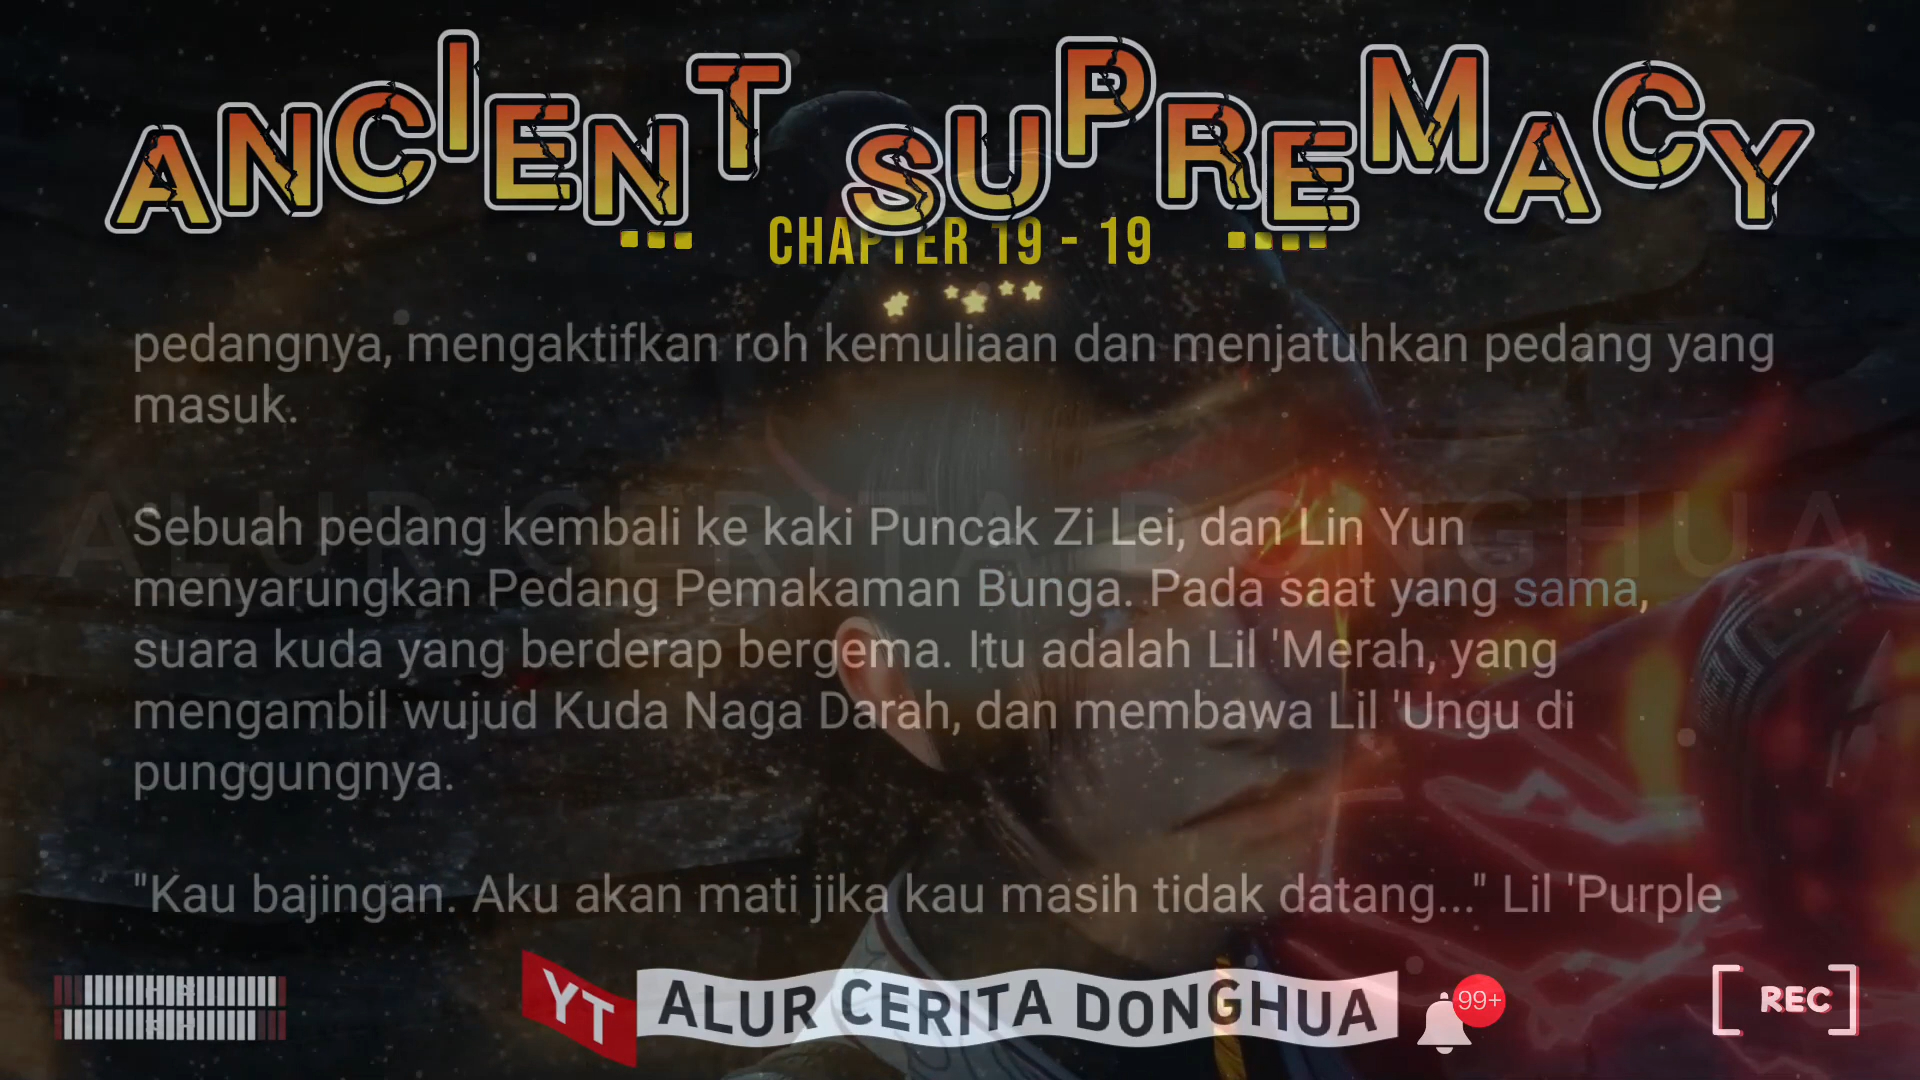 ANCIENT SUPREMACY
CHAPTER 19 - 19
pedangnya, mengaktifkan roh kemuliaan dan menjatuhkan pedang yang
masuk.
ALUR CERITA DONGHUA
Sebuah pedang kembali ke kaki Puncak Zi Lei, dan Lin Yun
menyarungkan Pedang Pemakaman Bunga. Pada saat yang sama,
suara kuda yang berderap bergema. Itu adalah Lil 'Merah, yang
mengambil wujud Kuda Naga Darah, dan membawa Lil 'Ungu di
punggungnya.
"Kau bajingan. Aku akan mati jika kau masih tidak datang..." Lil 'Purple
YT ALUR CERITA DONGHUA
99+
REC